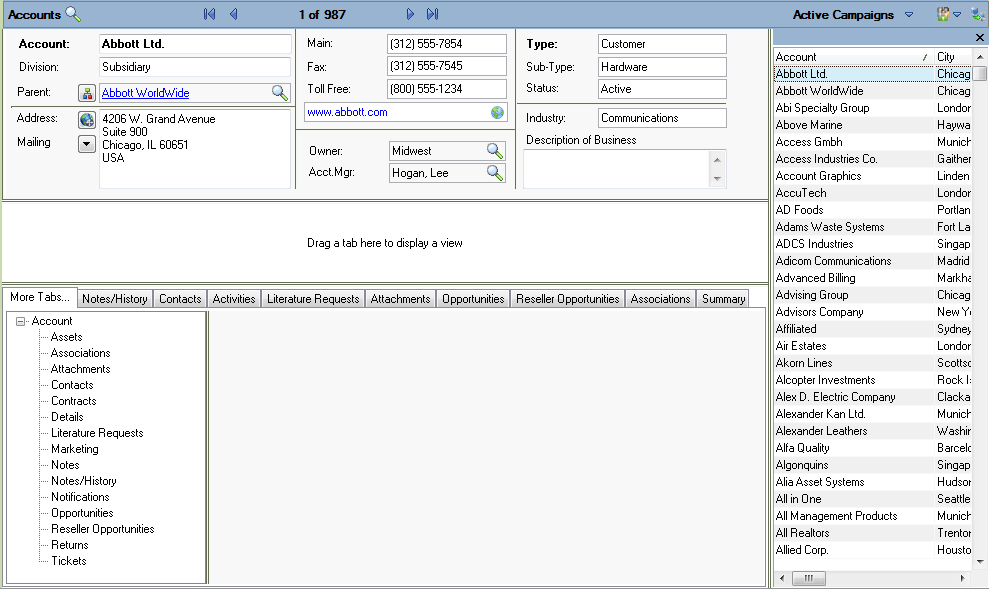 Accounts
1 of 987
Active Campaigns
Account:
Abbott Ltd.
Division:
Subsidiary
Parent:
Abbott WorldWide
Address:
Mailing
4206 W. Grand Avenue
Suite 900
Chicago, IL 60651
USA
Main:
(312) 555-7854
Fax:
(312) 555-7545
Toll Free:
(800) 555-1234
www.abbott.com
Owner:
Midwest
Acct.Mgr:
Hogan, Lee
Type:
Customer
Sub-Type:
Hardware
Status:
Active
Industry:
Communications
Description of Business
Drag a tab here to display a view
More Tabs... Notes/History Contacts Activities Literature Requests Attachments Opportunities Reseller Opportunities Associations Summary
Account
Assets
Associations
Attachments
Contacts
Contracts
Details
Literature Requests
Marketing
Notes
Notes/History
Notifications
Opportunities
Reseller Opportunities
Returns
Tickets
Account / City
Abbott Ltd. Chicag
Abbott WorldWide Chicag
Abi Specialty Group London
Above Marine Haywa
Access Gmbh Munich
Access Industries Co. Gaither
Account Graphics Linden
AccuTech London
AD Foods Portlan
Adams Waste Systems Fort La
ADCS Industries Singap
Adicom Communications Madrid
Advanced Billing Markha
Advising Group Chicag
Advisors Company New Y
Affiliated Sydney
Air Estates London
Akorn Lines Scottsc
Alcopter Investments Rock I
Alex D. Electric Company Clacka
Alexander Kan Ltd. Munich
Alexander Leathers Washir
Alfa Quality Barcelo
Algonquins Singap
Alia Asset Systems Hudson
All in One Seattle
All Management Products Munich
All Realtors Trenton
Allied Corp. Housto